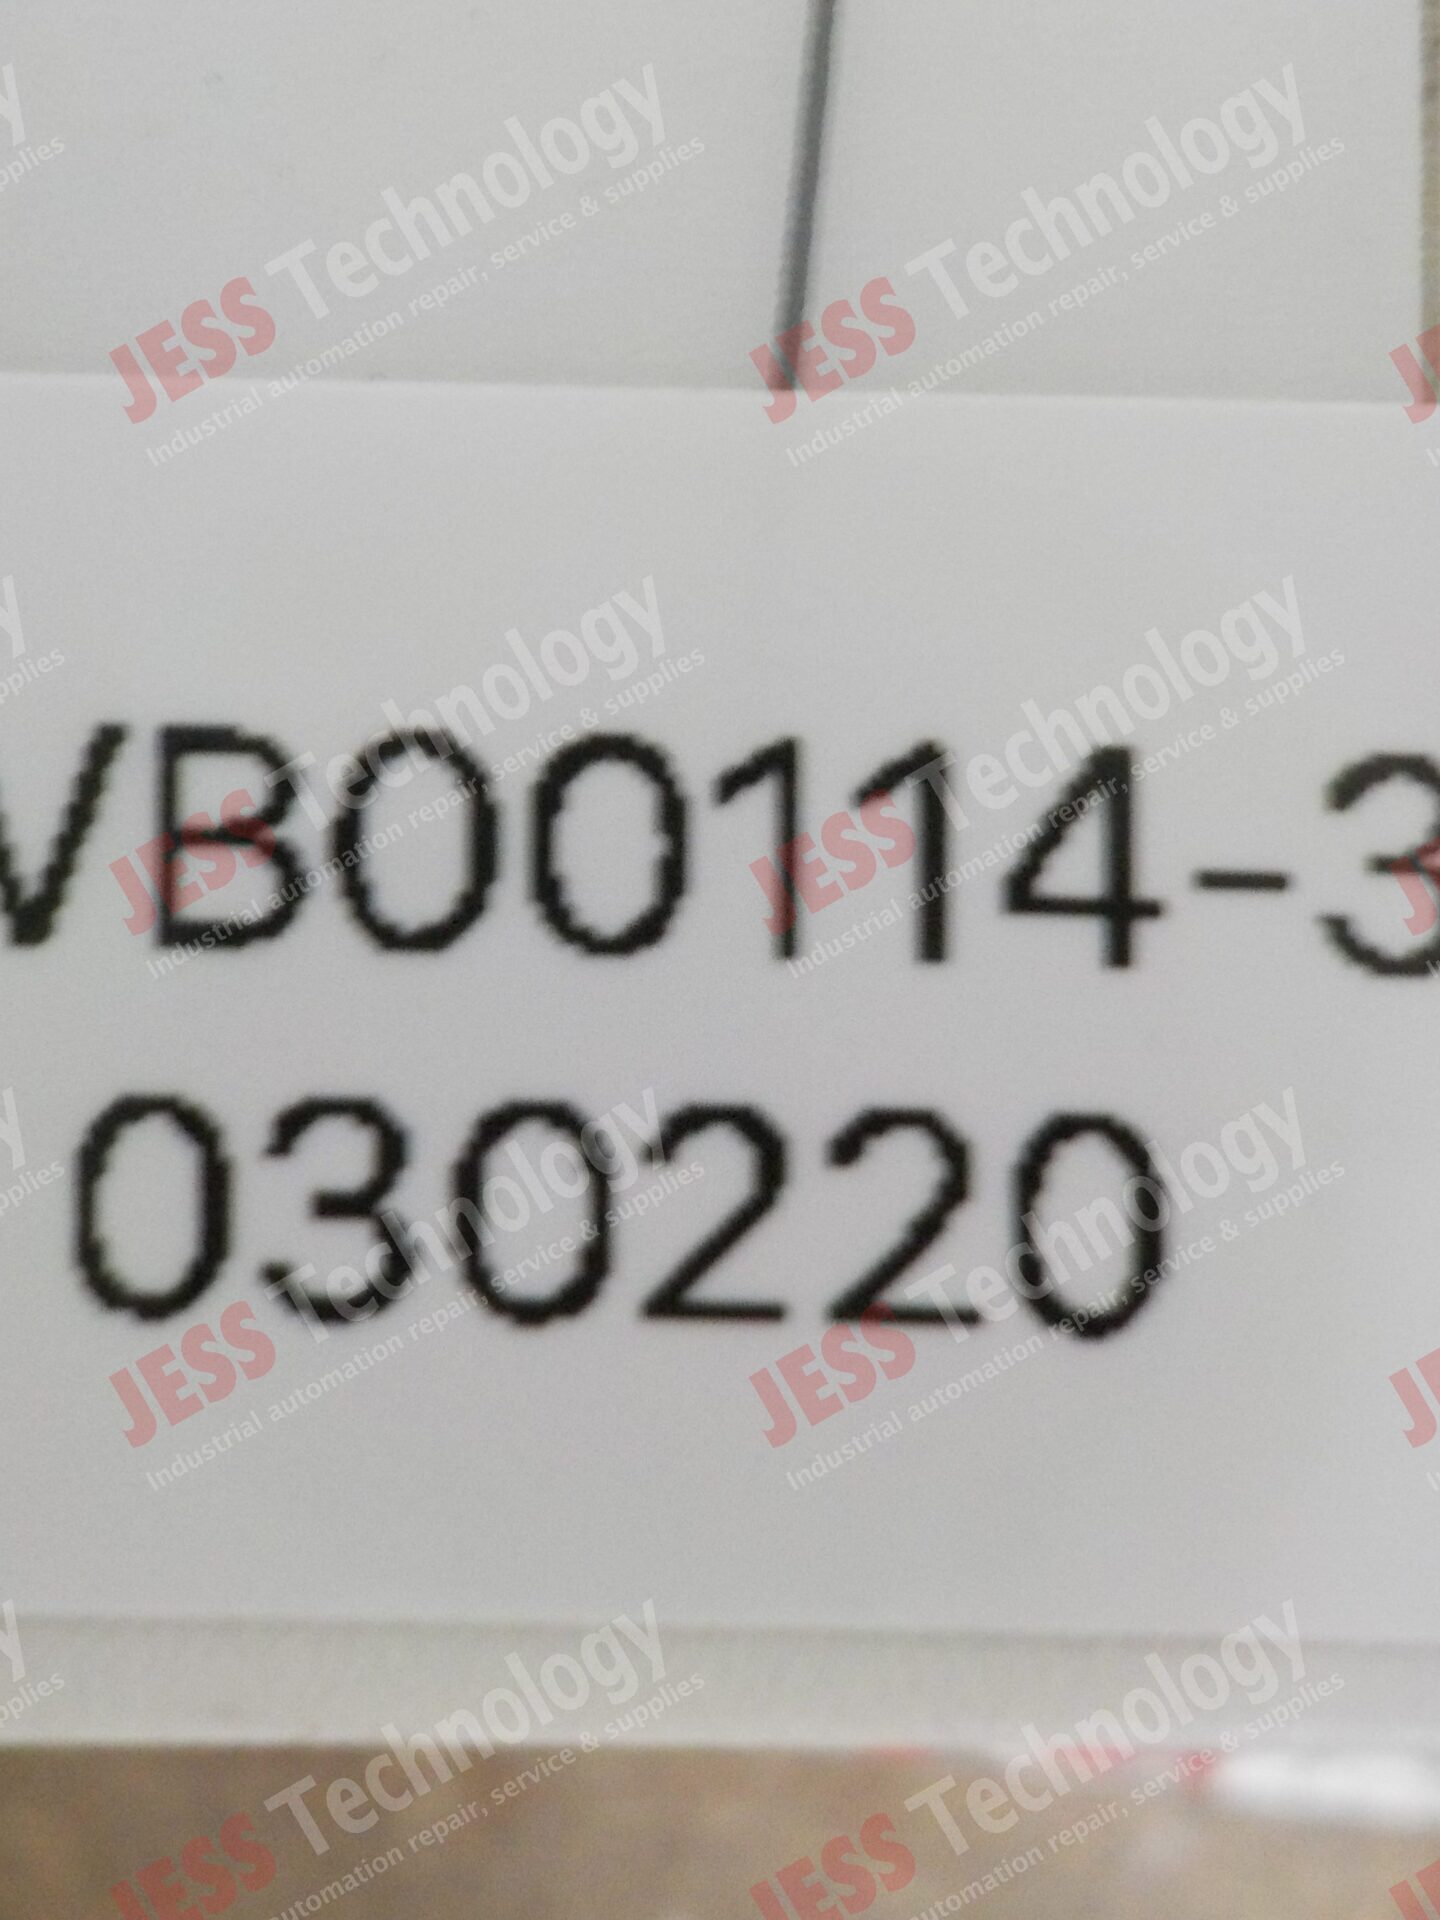 VB00114-3
030220
JESS Technology
Industrial automation repair, service & supplies